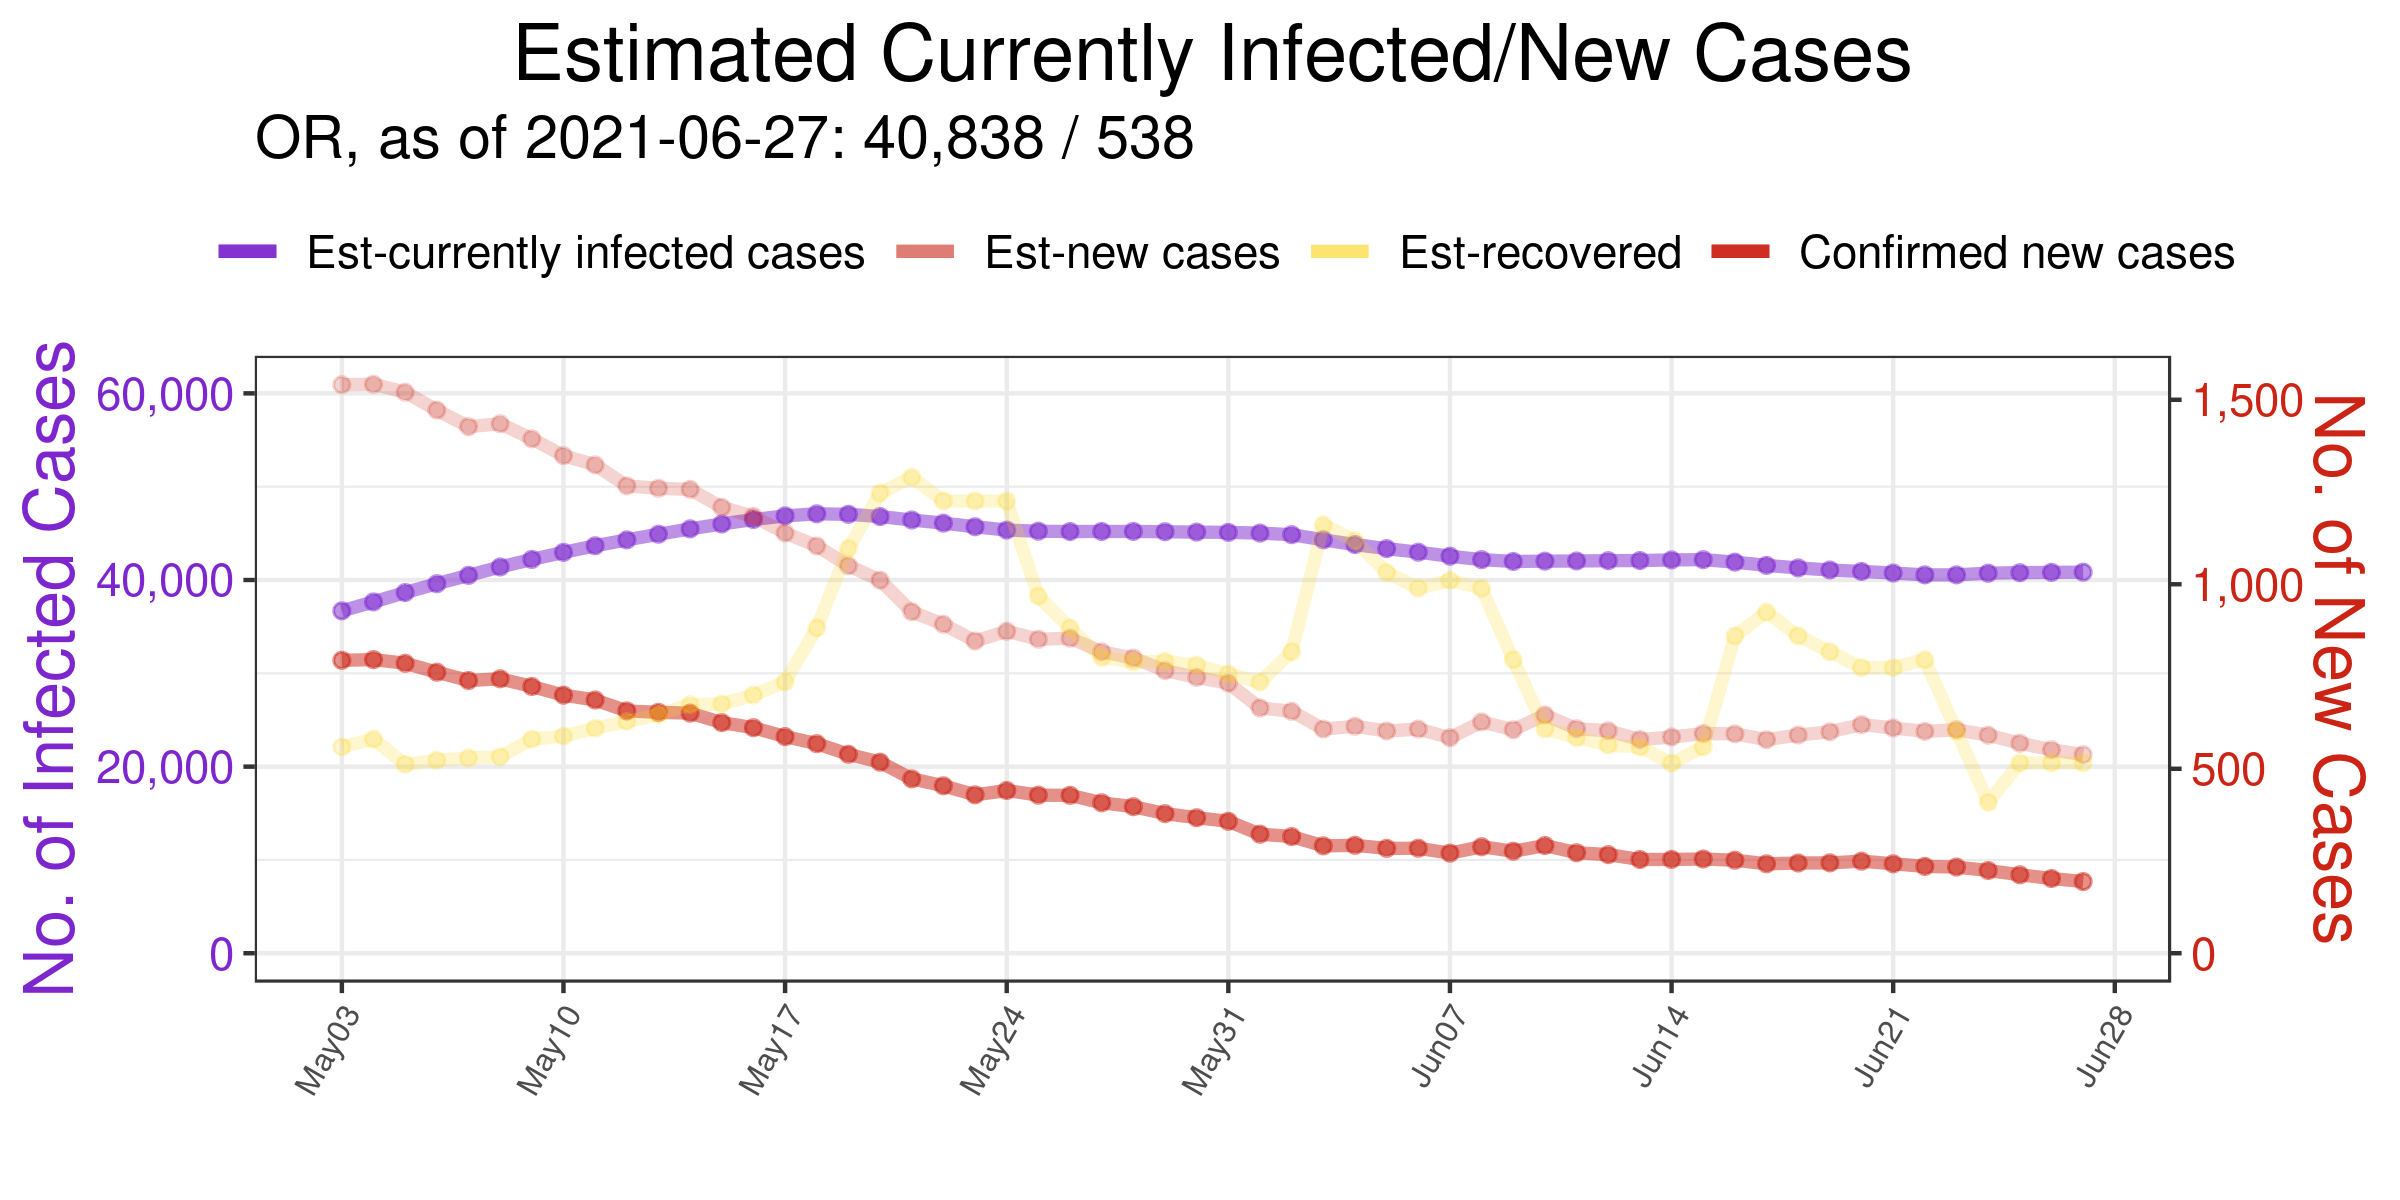 Estimated Currently Infected/New Cases
OR, as of 2021-06-27: 40,838 / 538
Est-currently infected cases Est-new cases Est-recovered Confirmed new cases
No. of Infected Cases
60,000
40,000
20,000
0
1,500
1,000
500
0
No. of New Cases
May03 May10 May17 May24 May31 Jun07 Jun14 Jun21 Jun28